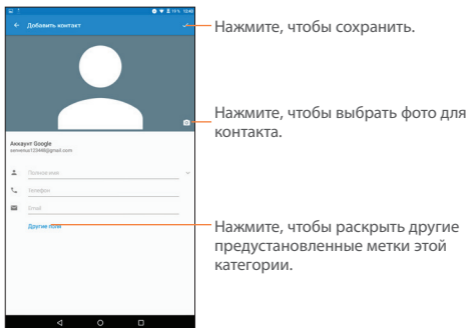 Добавить контакт
Нажмите, чтобы сохранить.
Нажмите, чтобы выбрать фото для
контакта.
Аккаунт Google
Полное имя
Телефон
Email
Другие поля
Нажмите, чтобы раскрыть другие
предустановленные метки этой
категории.